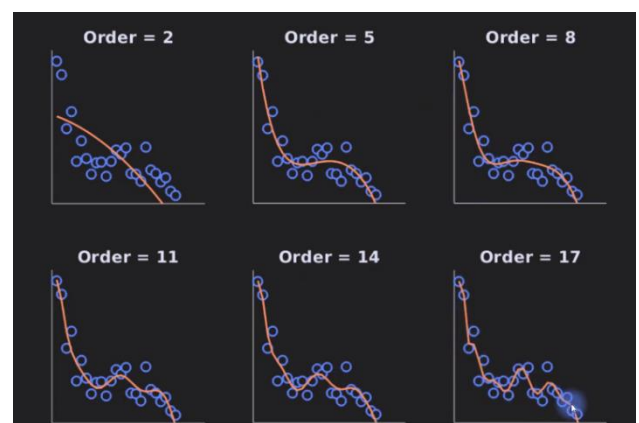 Order = 2
Order = 5
Order = 8
Order = 11
Order = 14
Order = 17